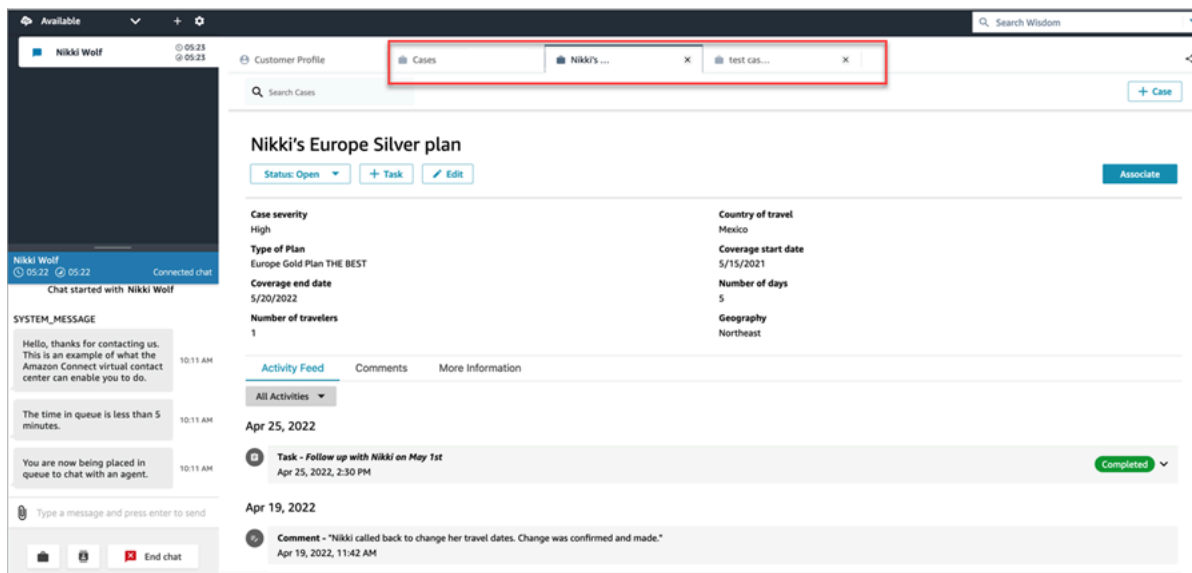 Available
Search Wisdom
Nikki Wolf
05:23
05:23
Customer Profile
Cases
Nikki's ...
test cas...
Search Cases
+ Case
Nikki's Europe Silver plan
Status: Open
+ Task
Edit
Associate
Case severity
High
Country of travel
Mexico
Type of Plan
Europe Gold Plan THE BEST
Coverage start date
5/15/2021
Coverage end date
5/20/2022
Number of days
5
Number of travelers
1
Geography
Northeast
Nikki Wolf
05:22 05:22 Connected chat
Chat started with Nikki Wolf
SYSTEM_MESSAGE
Hello, thanks for contacting us.
This is an example of what the
Amazon Connect virtual contact
center can enable you to do.
10:11 AM
The time in queue is less than 5
minutes.
10:11 AM
You are now being placed in
queue to chat with an agent.
10:11 AM
Type a message and press enter to send
End chat
Activity Feed
Comments
More Information
All Activities
Apr 25, 2022
Task - Follow up with Nikki on May 1st
Apr 25, 2022, 2:30 PM
Completed
Apr 19, 2022
Comment - "Nikki called back to change her travel dates. Change was confirmed and made."
Apr 19, 2022, 11:42 AM